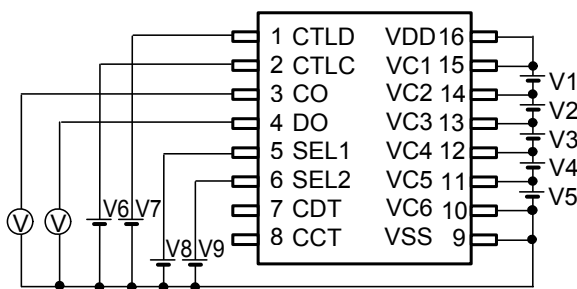 1 CTLD VDD 16
2 CTLC VC1 15
3 CO VC2 14
4 DO VC3 13
5 SEL1 VC4 12
6 SEL2 VC5 11
7 CDT VC6 10
8 CCT VSS 9
V1
V2
V3
V4
V5
V V V6 V7
V8 V9